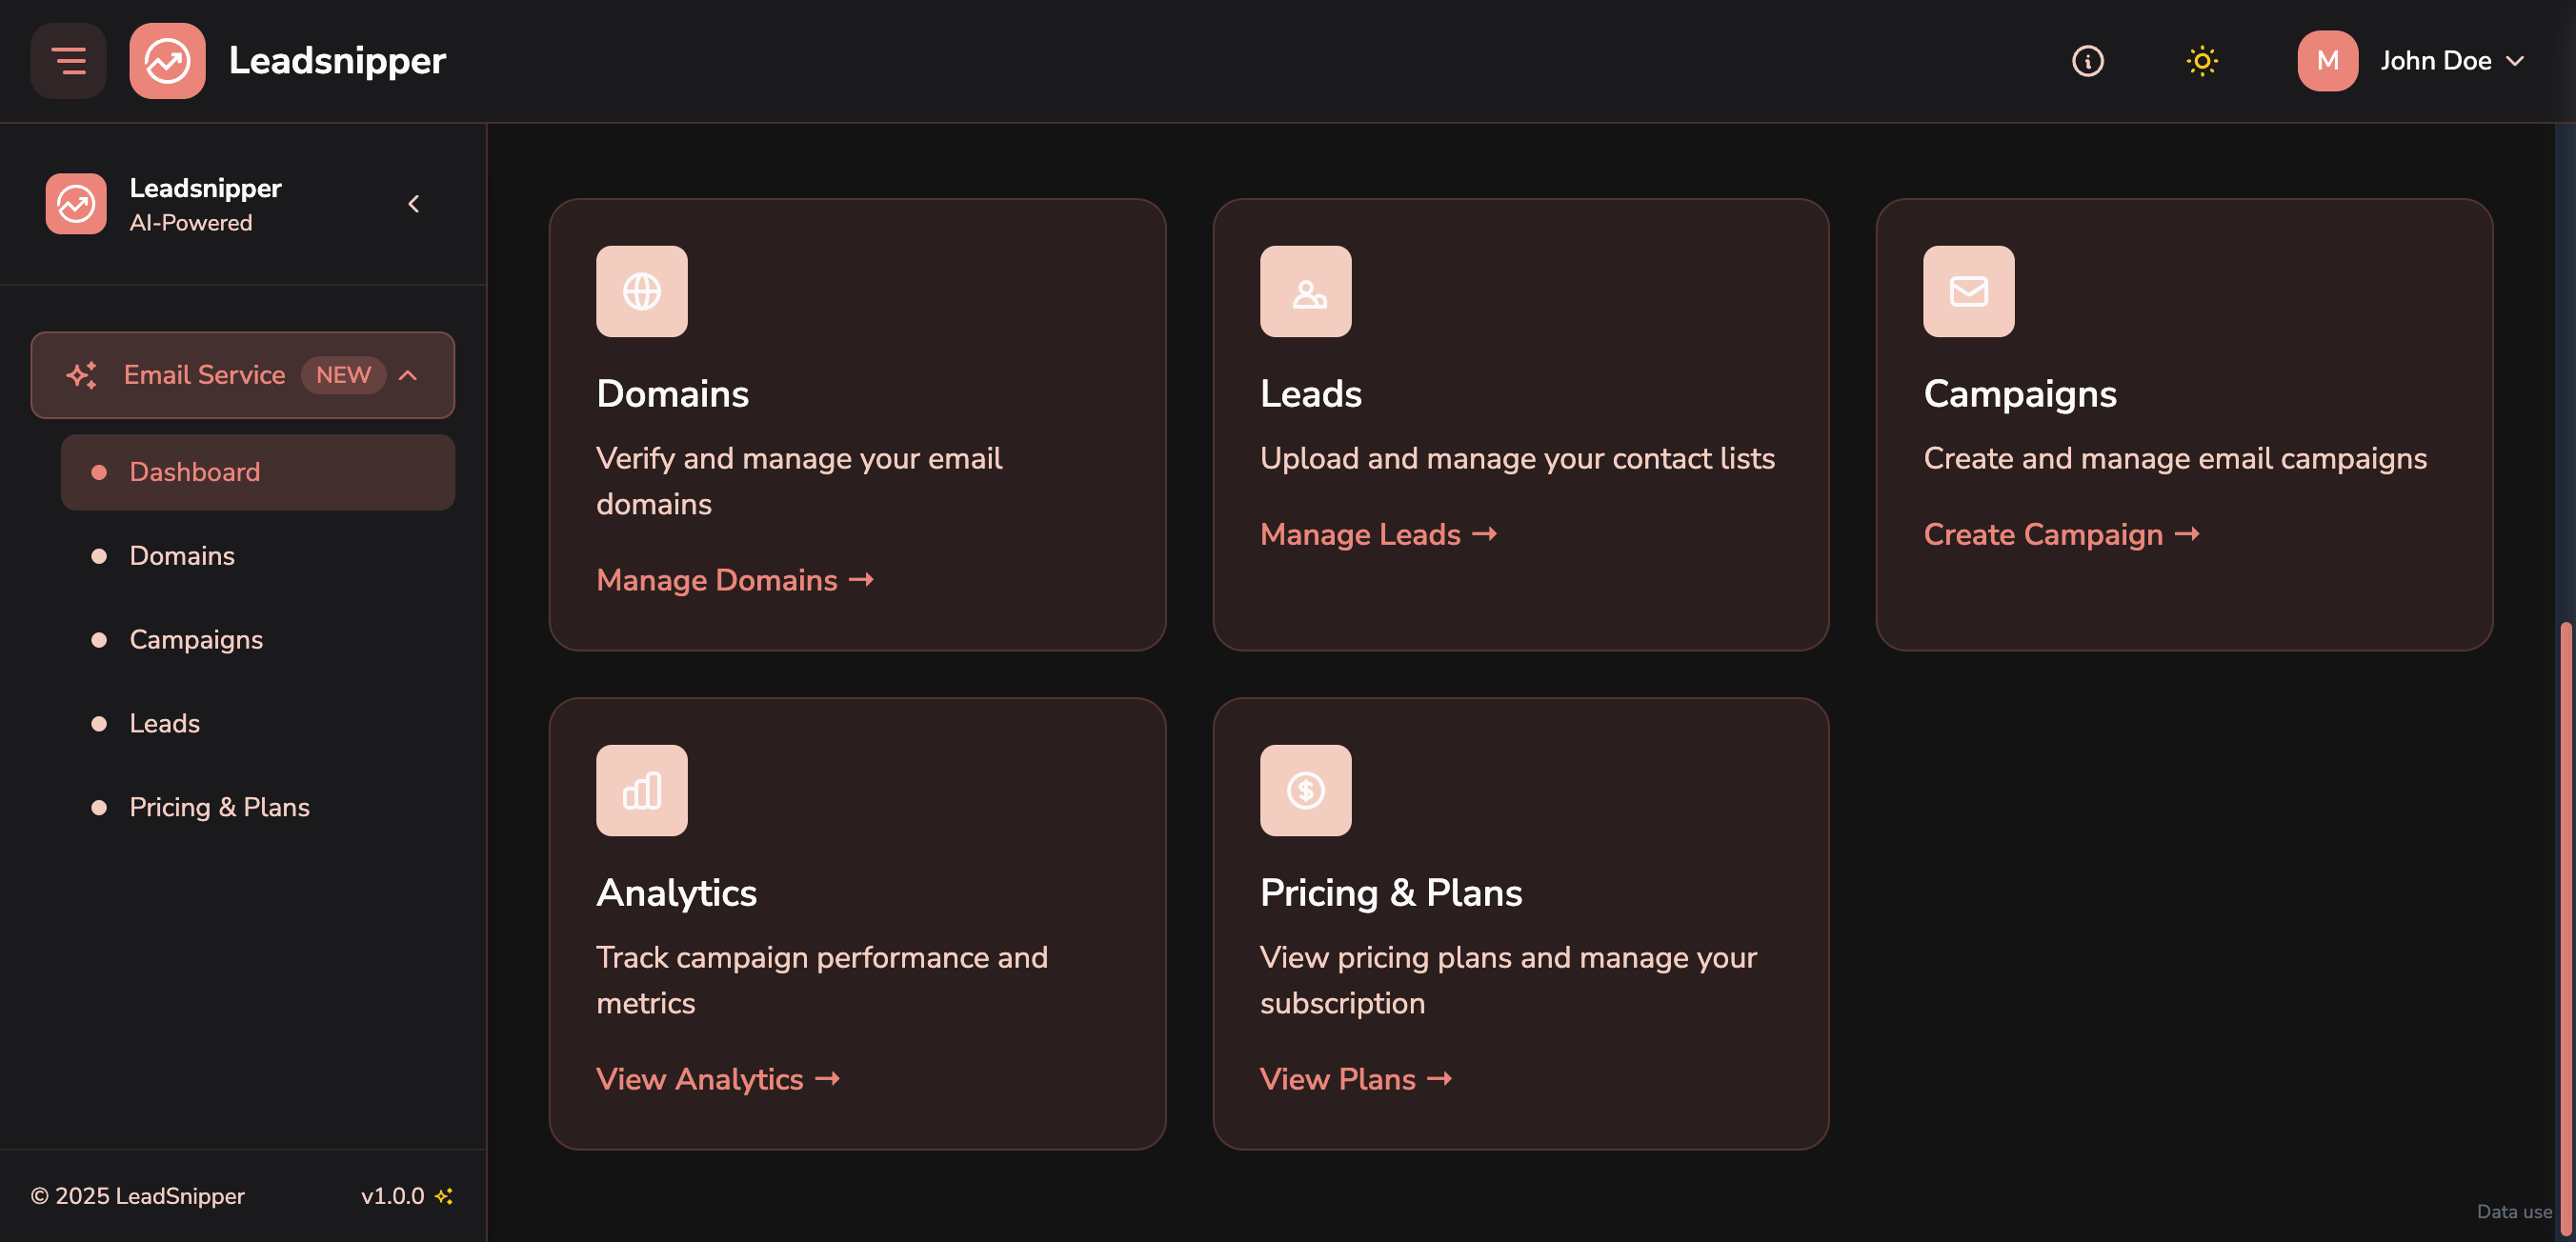 Leadsnipper
M
John Doe
Leadsnipper
AI-Powered
Email Service NEW
Dashboard
Domains
Campaigns
Leads
Pricing & Plans
© 2025 LeadSnipper
v1.0.0
Domains
Verify and manage your email
domains
Manage Domains →
Leads
Upload and manage your contact lists
Manage Leads →
Campaigns
Create and manage email campaigns
Create Campaign →
Analytics
Track campaign performance and
metrics
View Analytics →
Pricing & Plans
View pricing plans and manage your
subscription
View Plans →
Data use